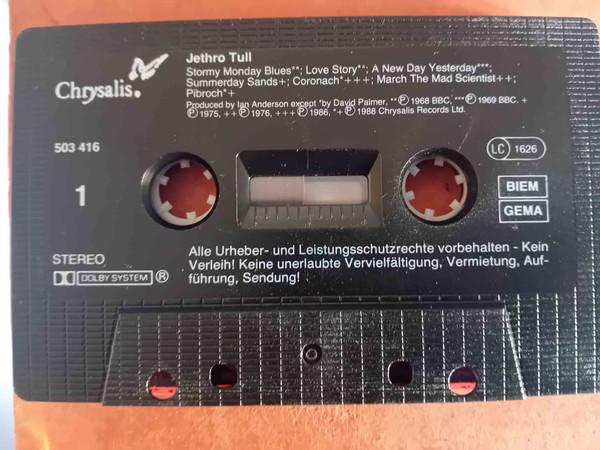 Jethro Tull
Stormy Monday Blues**; Love Story**; A New Day Yesterday***;
Summerday Sands+; Coronach*+++; March The Mad Scientist++;
Pibroch*+
Produced by Ian Anderson except *by David Palmer, **Ⓟ 1968 BBC, ***Ⓟ 1969 BBC. +
Ⓟ 1975, ++Ⓟ 1976, +++Ⓟ 1986, *+Ⓟ 1988 Chrysalis Records Ltd.
Chrysalis.
503 416
LC 1626
1
BIEM
GEMA
STEREO
DOLBY SYSTEM ®
Alle Urheber- und Leistungsschutzrechte vorbehalten - Kein
Verleih! Keine unerlaubte Vervielfältigung, Vermietung, Auf-
führung, Sendung!